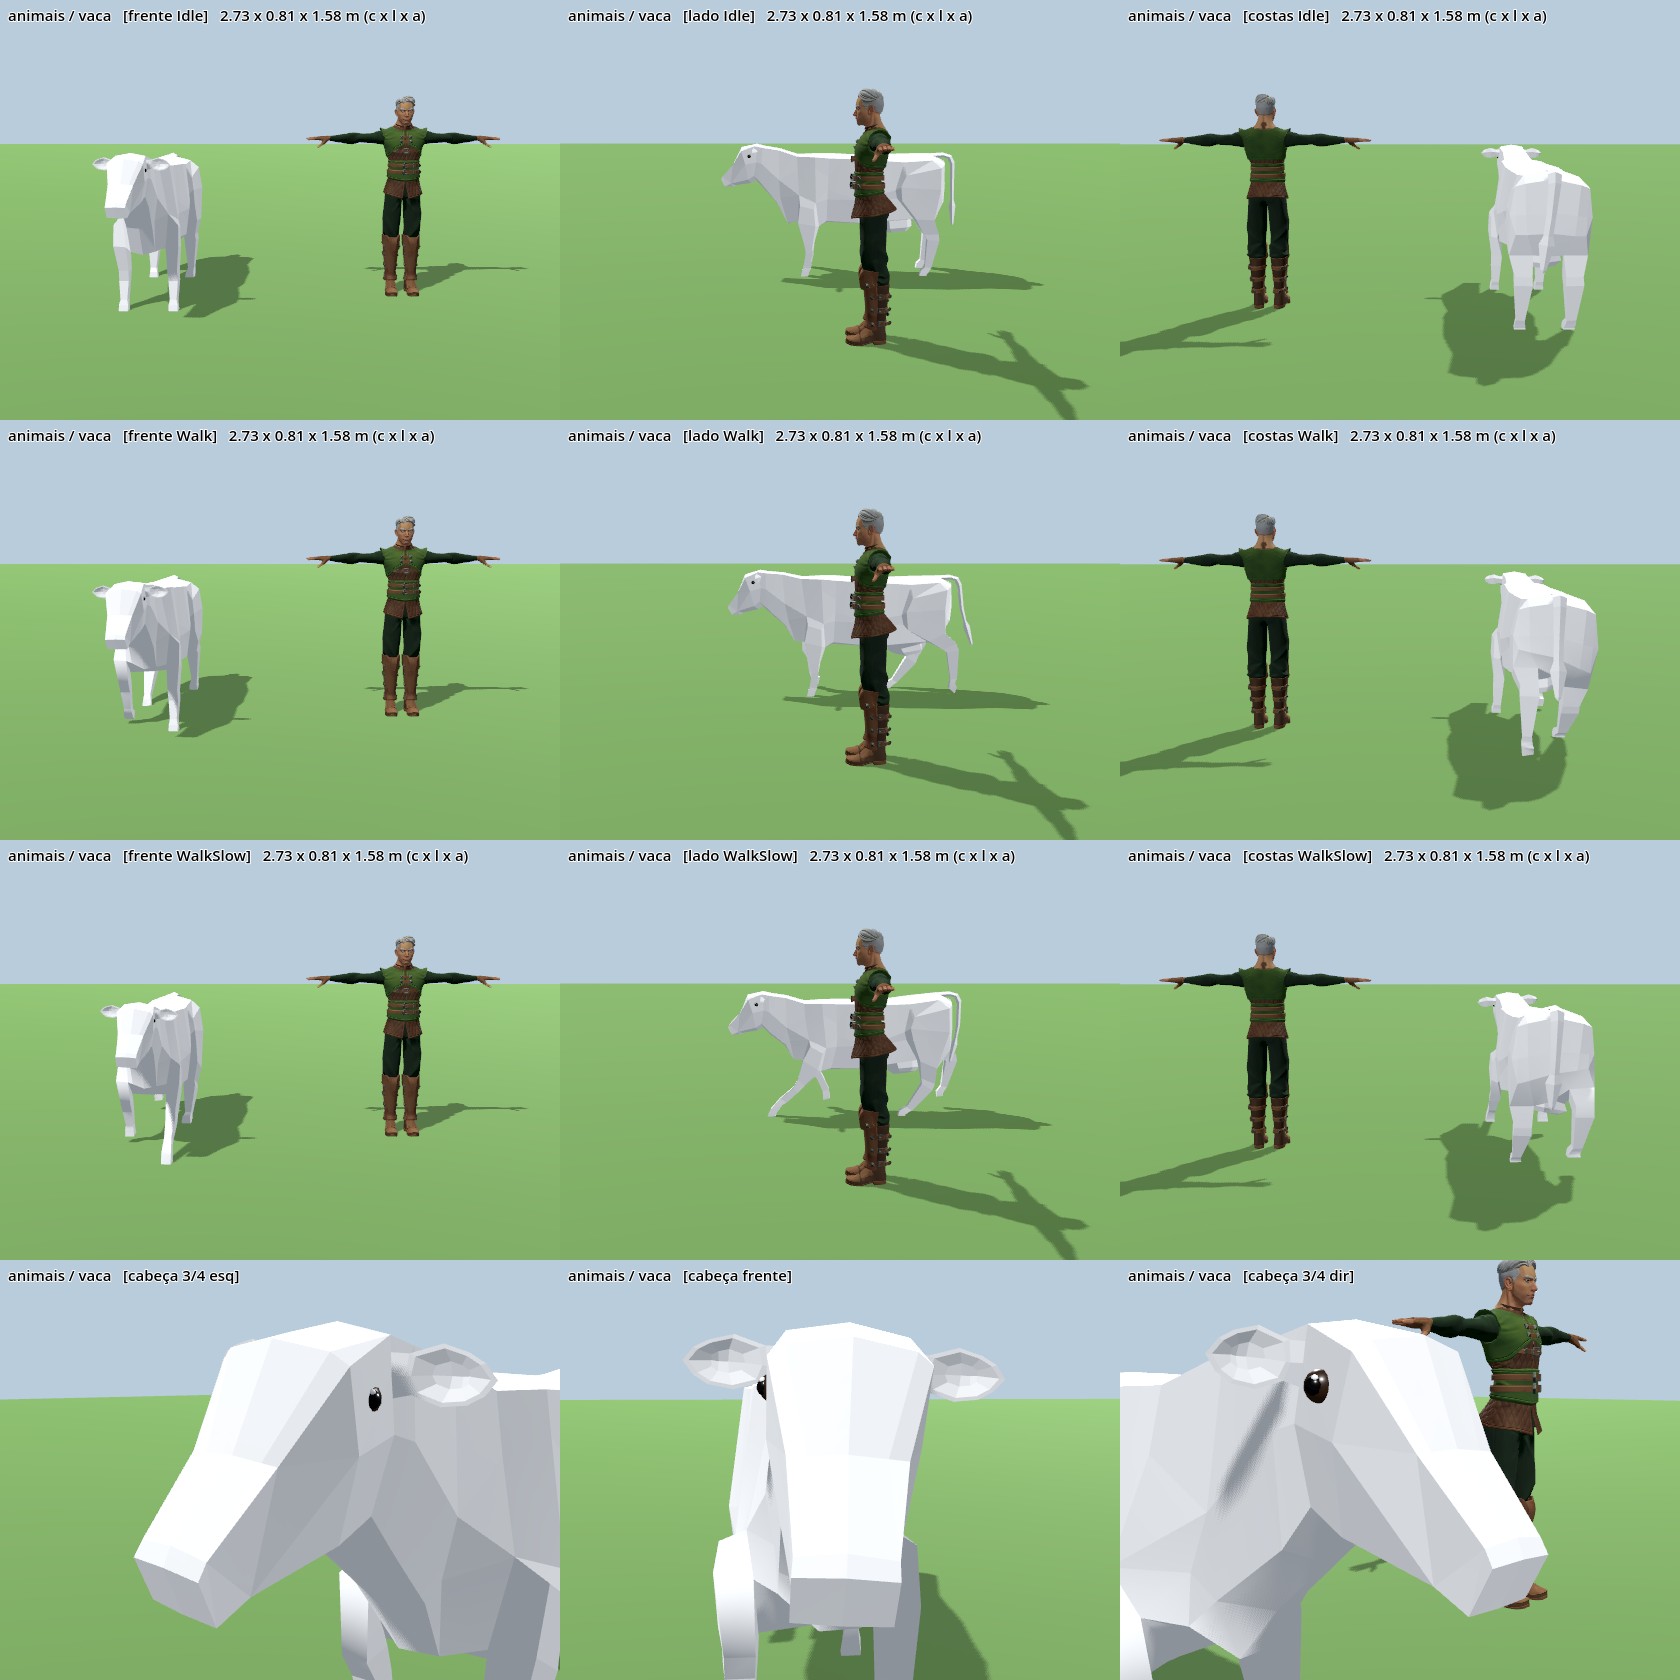 animais / vaca [frente Idle] 2.73 x 0.81 x 1.58 m (c x l x a)
animais / vaca [lado Idle] 2.73 x 0.81 x 1.58 m (c x l x a)
animais / vaca [costas Idle] 2.73 x 0.81 x 1.58 m (c x l x a)
animais / vaca [frente Walk] 2.73 x 0.81 x 1.58 m (c x l x a)
animais / vaca [lado Walk] 2.73 x 0.81 x 1.58 m (c x l x a)
animais / vaca [costas Walk] 2.73 x 0.81 x 1.58 m (c x l x a)
animais / vaca [frente WalkSlow] 2.73 x 0.81 x 1.58 m (c x l x a)
animais / vaca [lado WalkSlow] 2.73 x 0.81 x 1.58 m (c x l x a)
animais / vaca [costas WalkSlow] 2.73 x 0.81 x 1.58 m (c x l x a)
animais / vaca [cabeça 3/4 esq]
animais / vaca [cabeça frente]
animais / vaca [cabeça 3/4 dir]